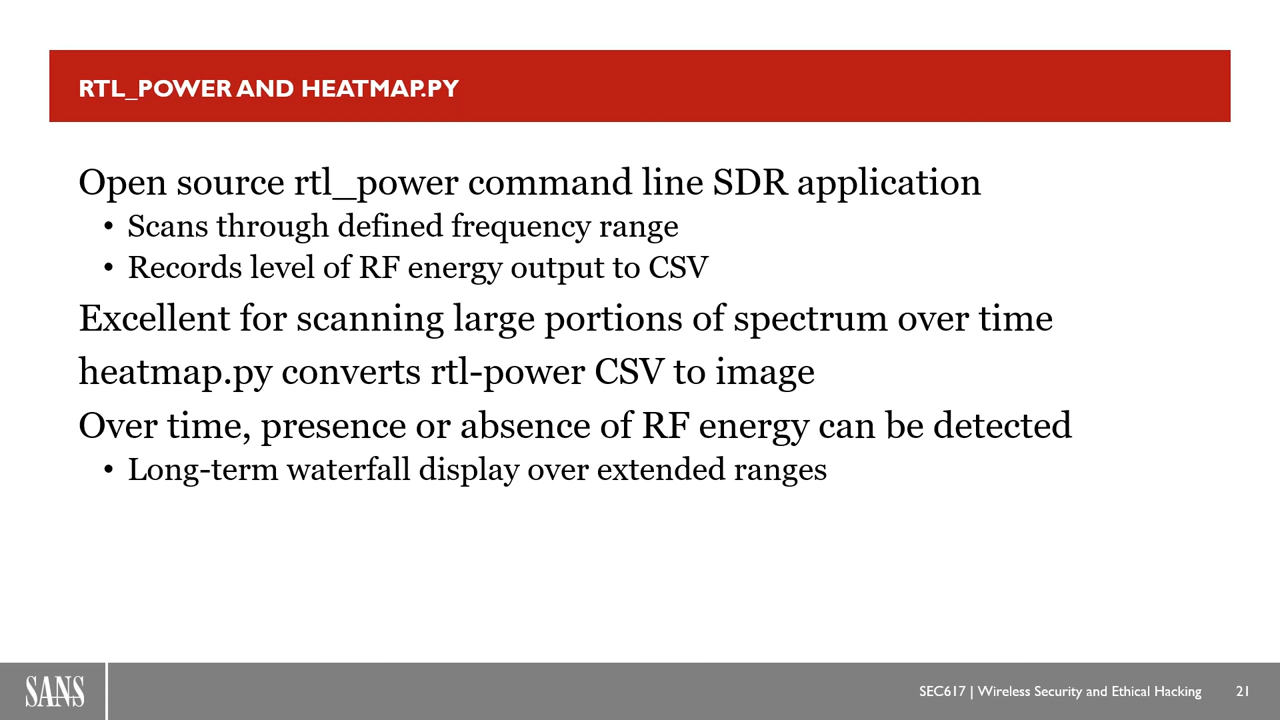 RTL_POWER AND HEATMAP.PY
Open source rtl_power command line SDR application
• Scans through defined frequency range
• Records level of RF energy output to CSV
Excellent for scanning large portions of spectrum over time
heatmap.py converts rtl-power CSV to image
Over time, presence or absence of RF energy can be detected
• Long-term waterfall display over extended ranges
SANS
SEC617 | Wireless Security and Ethical Hacking 21